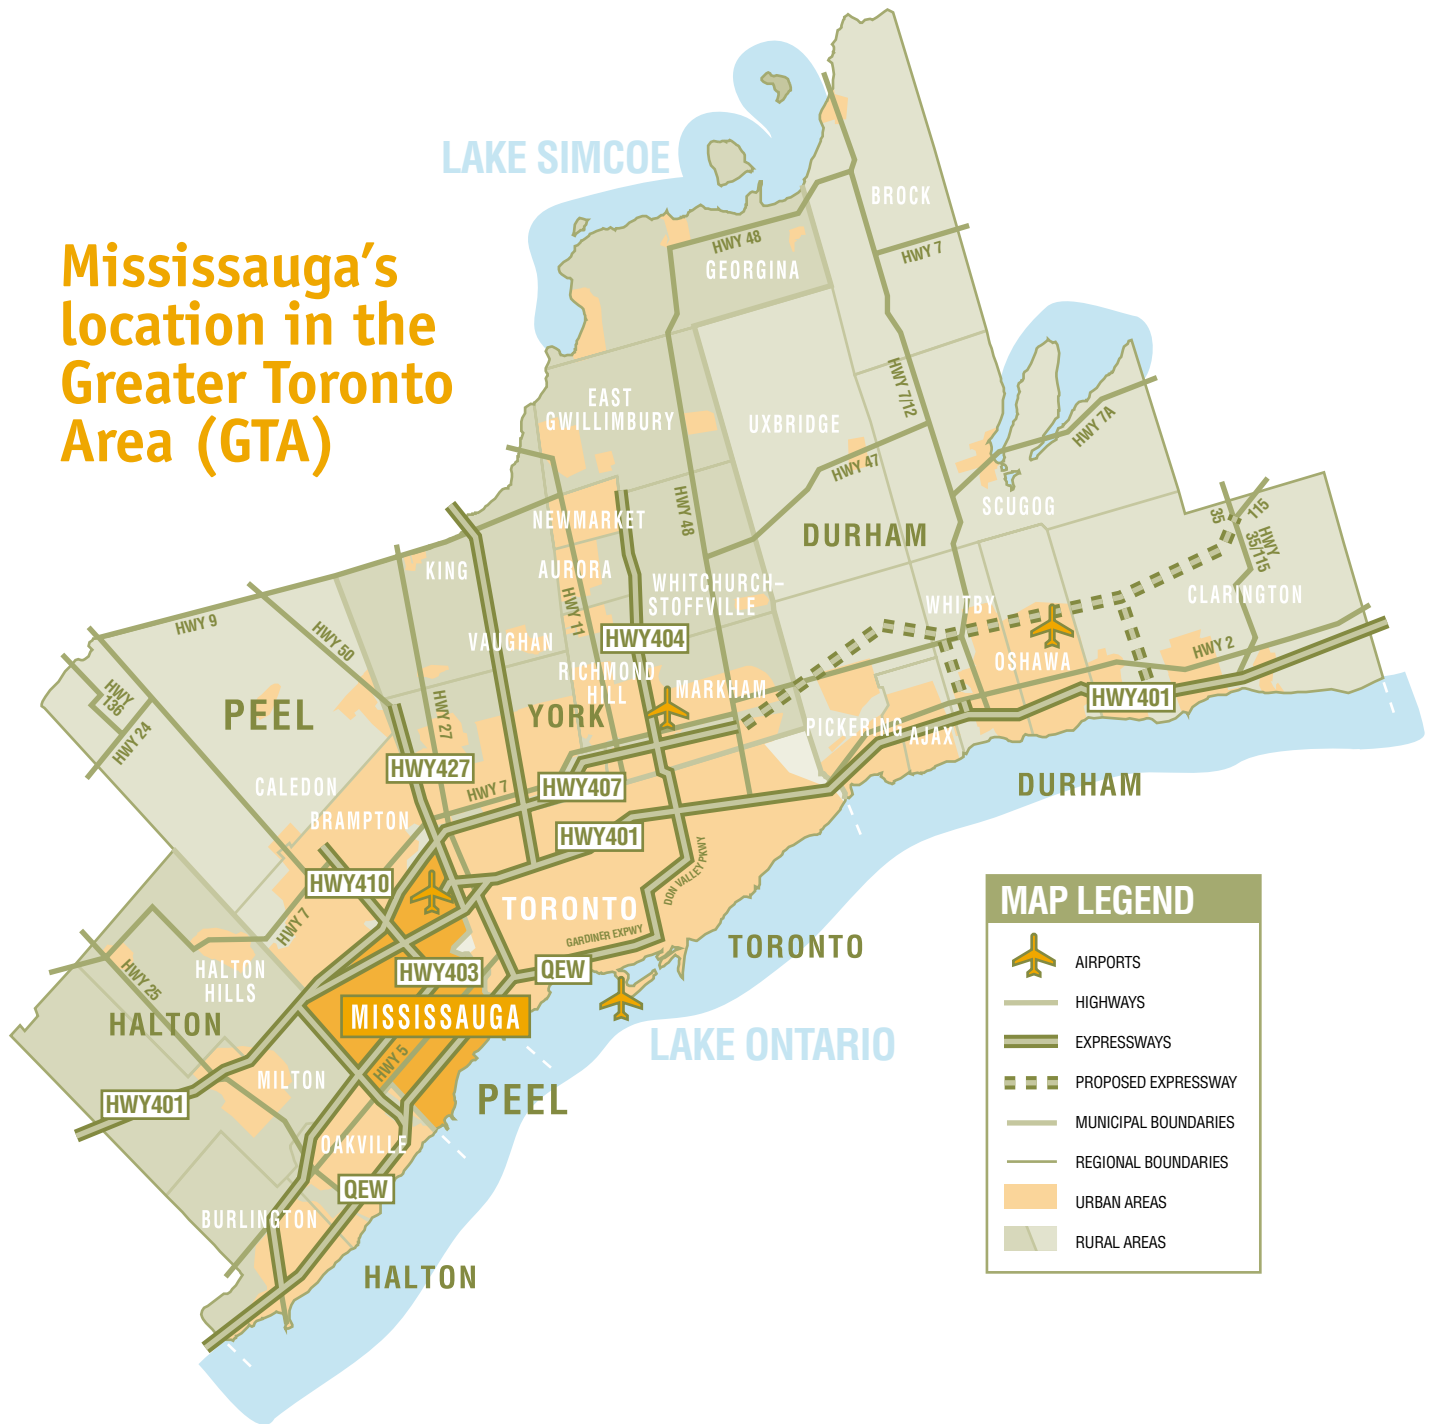 Mississauga’s
location in the
Greater Toronto
Area (GTA)
LAKE SIMCOE
BROCK
HWY 48
GEORGINA
HWY 7
EAST
GWILLIMBURY
UXBRIDGE
HWY 7/12
HWY 7A
HWY 47
HWY 48
SCUGOG
NEWMARKET
DURHAM
35
115
HWY
35/115
KING
AURORA
WHITCHURCH–
STOFFVILLE
HWY 11
WHITBY
CLARINGTON
HWY 9
HWY 50
VAUGHAN
HWY404
HWY 2
RICHMOND
HILL
MARKHAM
OSHAWA
HWY401
HWY
136
HWY 24
PEEL
HWY 27
YORK
PICKERING
AJAX
HWY427
CALEDON
HWY 7
HWY407
DURHAM
BRAMPTON
HWY401
DON VALLEY PKWY
HWY410
TORONTO
MAP LEGEND
HWY 7
GARDINER EXPWY
TORONTO
AIRPORTS
HALTON
HILLS
HWY 25
HWY403
QEW
HIGHWAYS
HALTON
MISSISSAUGA
LAKE ONTARIO
EXPRESSWAYS
HWY 5
MILTON
PROPOSED EXPRESSWAY
HWY401
PEEL
MUNICIPAL BOUNDARIES
OAKVILLE
REGIONAL BOUNDARIES
QEW
URBAN AREAS
BURLINGTON
RURAL AREAS
HALTON